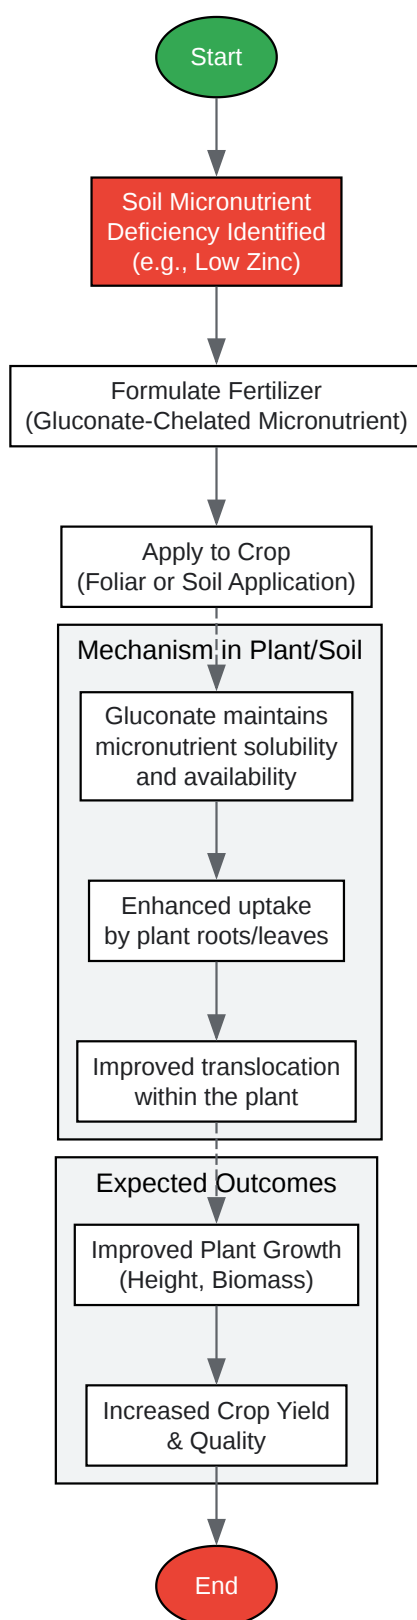 Start
Soil Micronutrient
Deficiency Identified
(e.g., Low Zinc)
Formulate Fertilizer
(Gluconate-Chelated Micronutrient)
Apply to Crop
(Foliar or Soil Application)
Mechanism in Plant/Soil
Gluconate maintains
micronutrient solubility
and availability
Enhanced uptake
by plant roots/leaves
Improved translocation
within the plant
Expected Outcomes
Improved Plant Growth
(Height, Biomass)
Increased Crop Yield
& Quality
End